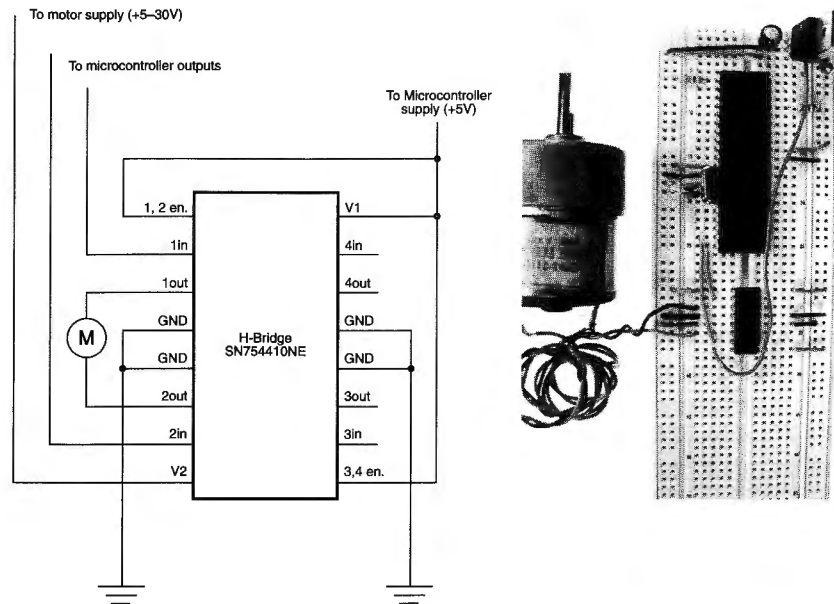 To motor supply (+5–30V)
To microcontroller outputs
To Microcontroller
supply (+5V)
1, 2 en.
V1
1in
4in
1out
4out
GND
GND
M
H-Bridge
SN754410NE
GND
GND
2out
3out
2in
3in
V2
3,4 en.